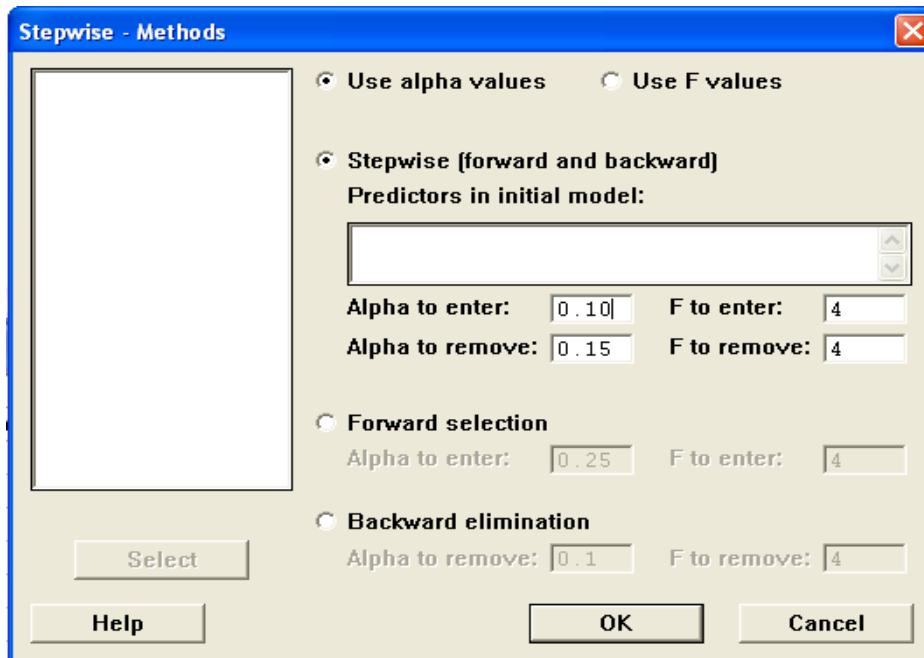 Stepwise - Methods
Use alpha values Use F values
Stepwise (forward and backward)
Predictors in initial model:
Alpha to enter: 0.10 F to enter: 4
Alpha to remove: 0.15 F to remove: 4
Forward selection
Alpha to enter: 0.25 F to enter: 4
Backward elimination
Alpha to remove: 0.1 F to remove: 4
Select
Help OK Cancel